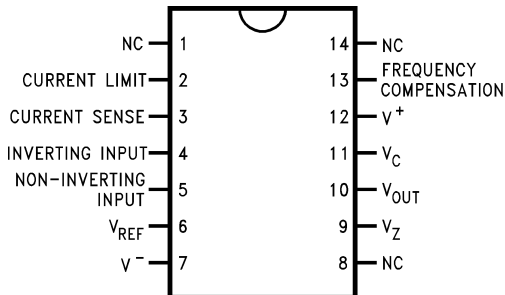 NC 1 14 NC
CURRENT LIMIT 2 13 FREQUENCY COMPENSATION
CURRENT SENSE 3 12 V+
INVERTING INPUT 4 11 VC
NON-INVERTING INPUT 5 10 VOUT
VREF 6 9 VZ
V- 7 8 NC